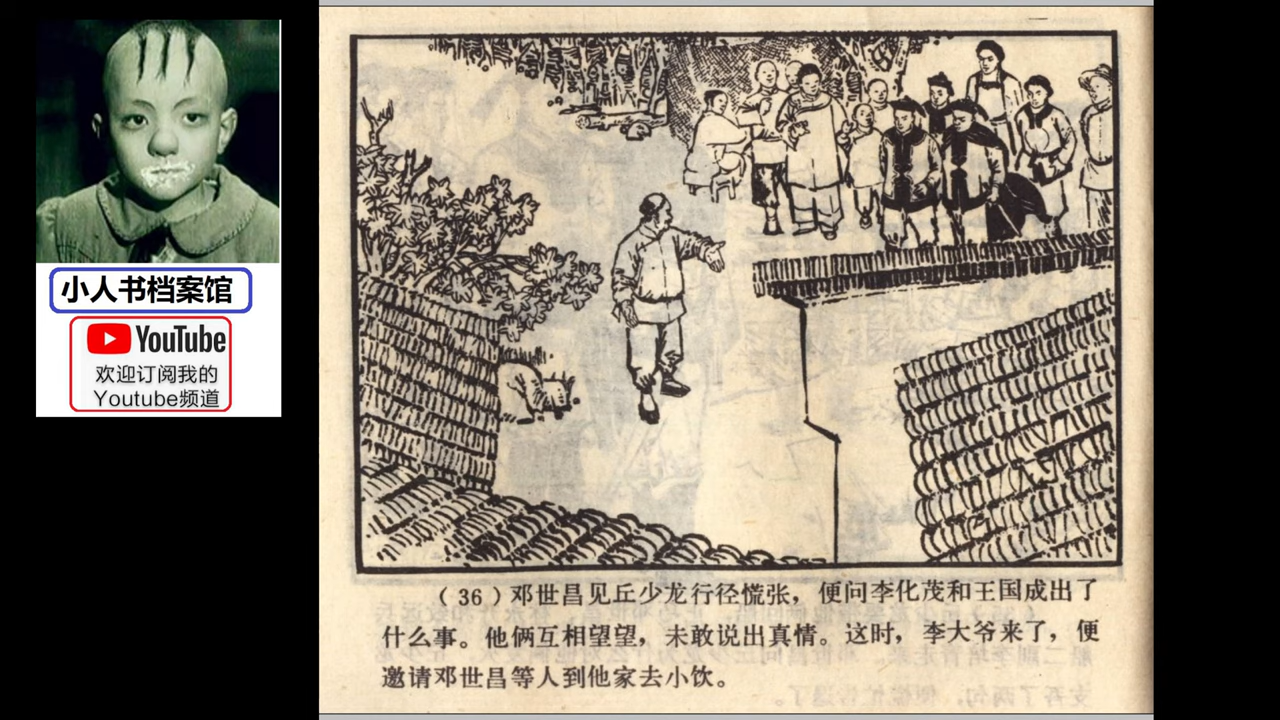 小人书档案馆
YouTube
欢迎订阅我的
Youtube频道
（36）邓世昌见丘少龙行径慌张，便问李化茂和王国成出了
什么事。他俩互相望望，未敢说出真情。这时，李大爷来了，便
邀请邓世昌等人到他家去小饮。